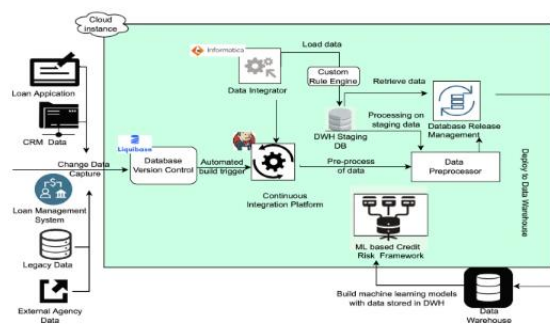 Cloud
instance
Informatica
Load data
Loan Appication
Custom
Rule Engine
Retrieve data
Data Integrator
CRM Data
DWH Staging
DB
Processing on
staging data
Database Release
Management
Liquibase
Change Data
Capture
Database
Version Control
Automated
build trigger
Pre-process
of data
Data
Preprocessor
Continuous
Integration Platform
Deploy to Data
Warehouse
Loan Management
System
ML based Credit
Risk Framework
Legacy Data
Build machine learning models
with data stored in DWH
External Agency
Data
Data
Warehouse